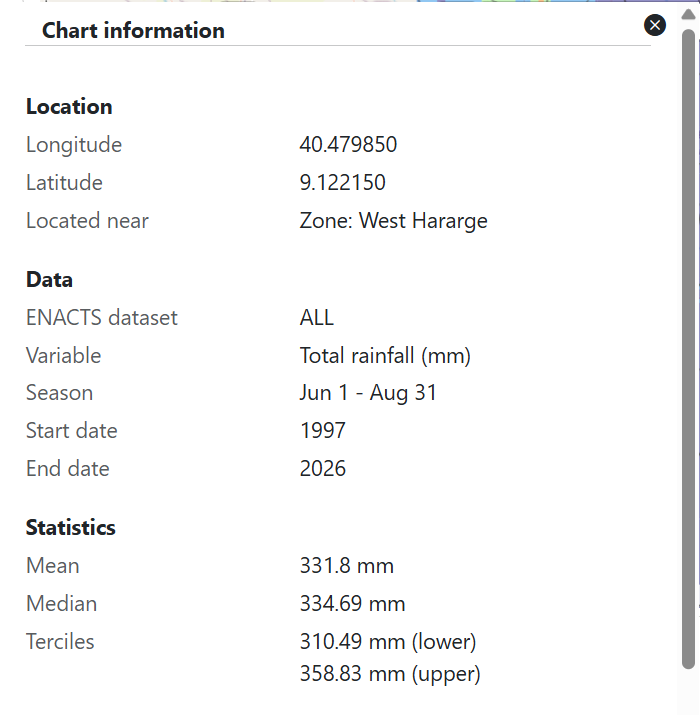 Chart information
Location
Longitude 40.479850
Latitude 9.122150
Located near Zone: West Hararge
Data
ENACTS dataset ALL
Variable Total rainfall (mm)
Season Jun 1 - Aug 31
Start date 1997
End date 2026
Statistics
Mean 331.8 mm
Median 334.69 mm
Terciles 310.49 mm (lower)
358.83 mm (upper)